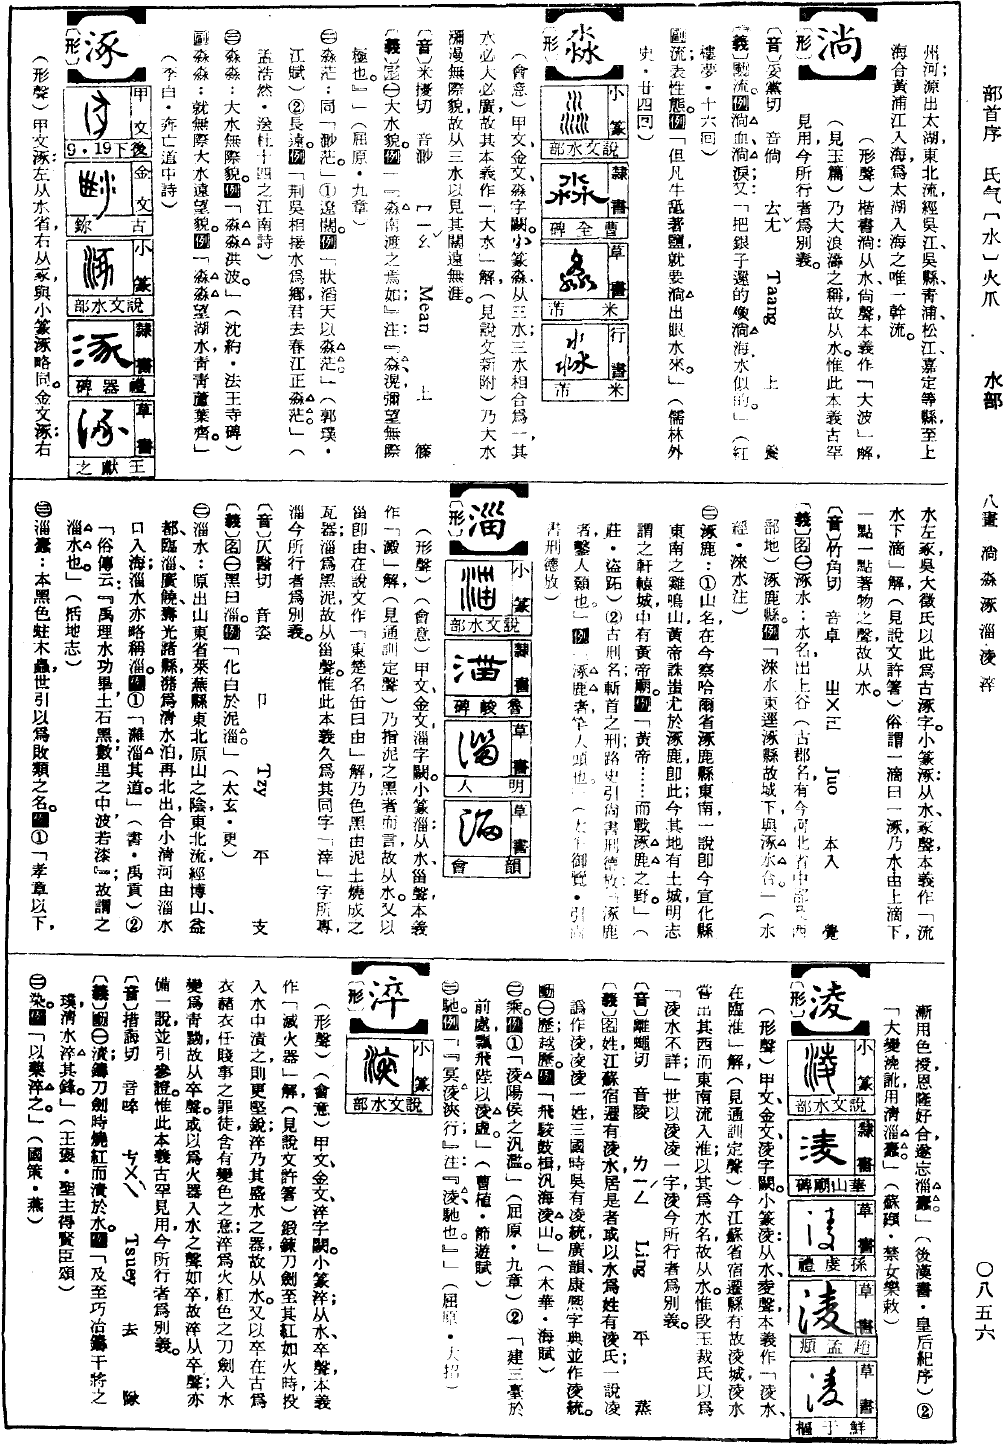 部首序 氏气「水」火爪 水部 八畫 淌淼涿淄淩淬 〇八五六
州河;源出太湖,東北流,經吳江、吳縣、青浦、松江、嘉定等縣,至上
海合黃浦江入海,爲太湖入海之唯一幹流。
淌
〔形〕
(形聲)楷書淌:从水、尚聲,本義作「大波」解,
(見玉篇)乃大浪濤之稱,故从水。惟此本義古罕
見用,今所行者爲別義。
〔音〕妥黨切 音倘 ㄊㄤˇ Taang 上 養
〔義〕動流。例淌血,淌淚。又「把銀子還的像淌海水似的。」(紅
樓夢・十六回)
副流表性態。例「但凡牛舐著鹽就要淌出眼水來。」(儒林外
史・廿四回)
淼
〔形〕
小篆 說文水部
隸書 曹全碑
草書 米芾
行書 米芾
(會意)甲文金文淼字闕。小篆淼:从三水,三水相合爲一,其
水必大必廣,故其本義作「大水」解(見說文新附)乃大水
瀰漫無際貌,故从三水以見其闊遠無涯。
〔音〕米擾切 音渺 ㄇㄧㄠˇ Mean 上 篠
〔義〕㊀大水貌。例「『淼南渡之焉如』注:『淼滉彌望無際
極也。』」(屈原・九章)
㊁淼茫:同「渺茫」①遼闊。例「狀滔天以淼茫。」(郭璞・
江賦)②長遠。例「荊吳相接水爲鄉,君去春江正淼茫。」(
孟浩然・送杜十四之江南詩)
㊂淼淼:大水無際貌。例「淼淼洪波。」(沈約・法王寺碑)
副淼淼:就無際大水遠望貌。例「淼淼望湖水,青青蘆葉齊。」
(李白・奔亡道中詩)
涿
〔形〕
甲文 後下19・9
金文 古鉨
小篆 說文水部
隸書 禮器碑
草書 王獻之
(形聲)甲文涿:左从水省,右从豕,與小篆涿略同。金文涿:右
水左豕,吳大徵氏以此爲古涿字。小篆涿:从水、豖聲,本義作「流
水下滴」解(見說文許箸)俗謂一滴曰一涿,乃水由上滴下,
一點一點著物之聲,故从水。
〔音〕竹角切 音卓 ㄓㄨㄛ Juo 本入 覺
〔義〕名㊀涿水:水名,出上谷(古郡名,有今河北省中部及西
部地)涿鹿縣。例「淶水東逕涿縣故城下,與涿水合。」(水
經・淶水注)
㊁涿鹿:①山名,在今察哈爾省涿鹿縣東南,一說卽今宣化縣
東南之雞鳴山,黃帝誅蚩尤於涿鹿,卽此;今其地有土城,明志
謂之軒轅城,中有黃帝廟。例「黃帝……而戰涿鹿之野。」(
莊・盜跖)②古刑名,斬首之刑。路史引尚書刑德放「涿鹿
者,鑿人顙也。」例「涿鹿者,竿人頭也。」(太平御覽・引尚
書刑德放)
淄
〔形〕
小篆 說文水部
隸書 魯峻碑
草書 明人
草書 韻會
(形聲)(會意)甲文、金文,淄字闕。小篆淄:从水、甾聲,本義
作「澱」解(見通訓定聲)乃指泥之黑者而言,故从水。又以
甾卽由,在說文作「東楚名缶曰由」解,乃色黑由泥土燒成之
瓦器;淄爲黑泥,故从甾聲。惟此本義久爲其同字「滓」字所專,
淄今所行者爲別義。
〔音〕仄醫切 音姿 ㄗ Tzy 平 支
〔義〕名㊀黑曰淄。例「化白於泥淄。」(太玄・更)
㊁淄水:原出山東省萊蕪縣東北原山之陰,東北流,經博山、益
都、臨淄、廣饒、壽光諸縣,瀦爲清水泊,再北出合小清河由淄水
口入海;淄水亦略稱淄。例①「濰淄其道。」(書・禹貢)②
「俗傳云:『禹理水功畢,土石黑,數里之中波若漆。』故謂之
淄水也。」(括地志)
㊂淄蠹:本黑色蛀木蟲,世引以爲敗類之名。例①「孝章以下,
漸用色授,恩隆好合,遂忘淄蠹。」(後漢書・皇后紀序)②
「大變澆訛,用清淄蠹。」(蘇頲・禁女樂敕)
淩
〔形〕
小篆 說文水部
隸書 華山廟碑
草書 孫虔禮
草書 趙孟頫
草書 鮮于樞
(形聲)甲文、金文淩字闕。小篆淩:从水、夌聲,本義作「淩水,
在臨淮」解(見通訓定聲)今江蘇省宿遷縣有故淩城,淩水
當出其西而東南流入淮;以其爲水名,故从水。惟段玉裁氏以爲
「淩水不詳」;世以淩凌一字,淩今所行者爲別義。
〔音〕離蠅切 音陵 ㄌㄧㄥ Ling 平 蒸
〔義〕名姓,江蘇宿遷有淩水,居是者或以水爲姓有淩氏;一說淩
譌作凌,淩凌一姓;三國時吳有淩統,廣韻、康熙字典並作凌統。
動㊀歷,越歷。例「飛駿鼓楫,汎海淩山。」(木華・海賦)
㊁乘。例①「淩陽侯之汜濫。」(屈原・九章)②「建三臺於
前處,飄飛陛以淩虛。」(曹植・節遊賦)
㊂馳。例「『冥淩浹行』注:『淩,馳也。』」(屈原・大招)
淬
〔形〕
小篆 說文水部
(形聲)(會意)甲文、金文,淬字闕。小篆淬:从水、卒聲,本義
作「滅火器」解(見說文許箸)鍛鍊刀劍至其紅如火時,投
入水中漬之則更堅銳,淬乃其盛水之器,故从水。又以卒在古爲
衣赭衣任賤事之罪徒,含有變色之意;淬爲火紅色之刀劍入水
變爲青黝,故从卒聲。或以爲火器入水之聲如卒,故淬从卒聲;亦
備一說,並引參證。惟此本義古罕見用,今所行者爲別義。
〔音〕措誨切 音啐 ㄘㄨㄟˋ Tsuey 去 隊
〔義〕動㊀漬,鑄刀劍時燒紅而漬於水。例「及至巧冶鑄干將之
璞,清水淬其鋒。」(王褒・聖主得賢臣頌)
㊁染。例「以藥淬之。」(國策・燕)